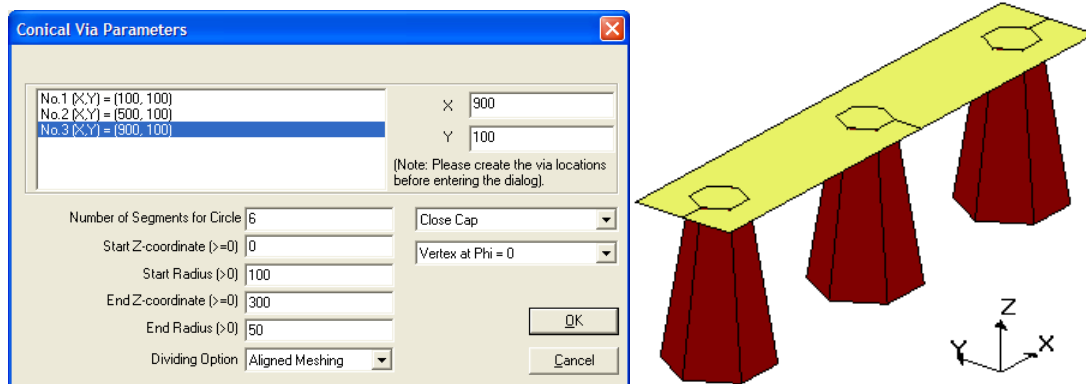 Conical Via Parameters
No.1 (X,Y) = (100, 100)
No.2 (X,Y) = (500, 100)
No.3 (X,Y) = (900, 100)
X 900
Y 100
(Note: Please create the via locations
before entering the dialog).
Number of Segments for Circle 6
Close Cap
Start Z-coordinate (>=0) 0
Vertex at Phi = 0
Start Radius (>0) 100
End Z-coordinate (>=0) 300
End Radius (>0) 50
OK
Dividing Option Aligned Meshing
Cancel
Z
Y
X